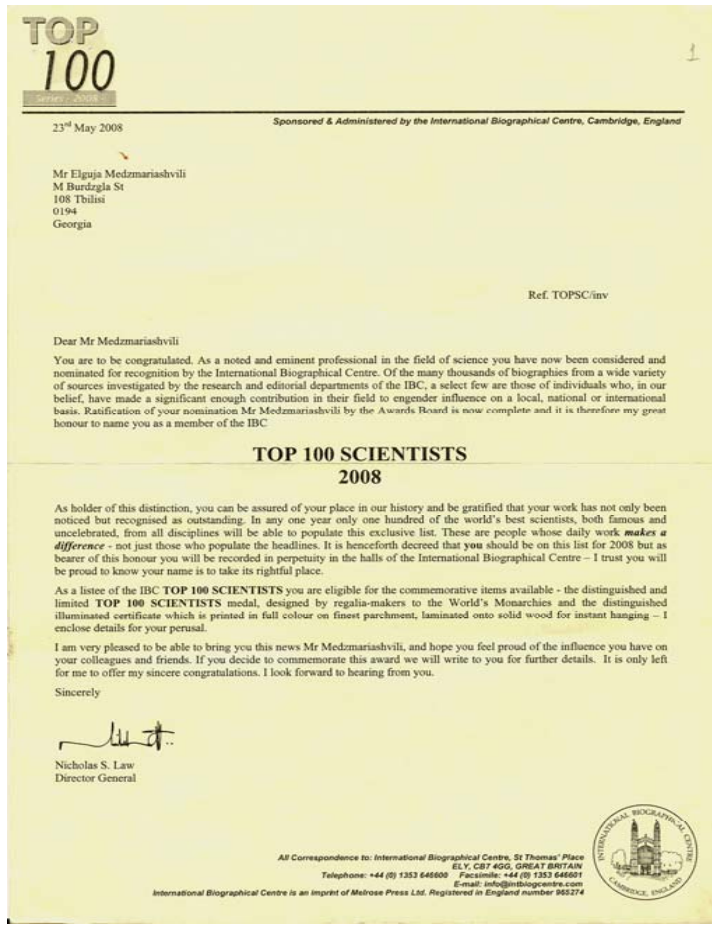 TOP
100
Series - 2008
1
Sponsored & Administered by the International Biographical Centre, Cambridge, England
23rd May 2008
Mr Elguja Medzmariashvili
M Burdzgla St
108 Tbilisi
0194
Georgia
Ref. TOPSC/inv
Dear Mr Medzmariashvili
You are to be congratulated. As a noted and eminent professional in the field of science you have now been considered and
nominated for recognition by the International Biographical Centre. Of the many thousands of biographies from a wide variety
of sources investigated by the research and editorial departments of the IBC, a select few are those of individuals who, in our
belief, have made a significant enough contribution in their field to engender influence on a local, national or international
basis. Ratification of your nomination Mr Medzmariashvili by the Awards Board is now complete and it is therefore my great
honour to name you as a member of the IBC
TOP 100 SCIENTISTS
2008
As holder of this distinction, you can be assured of your place in our history and be gratified that your work has not only been
noticed but recognised as outstanding. In any one year only one hundred of the world's best scientists, both famous and
uncelebrated, from all disciplines will be able to populate this exclusive list. These are people whose daily work makes a
difference - not just those who populate the headlines. It is henceforth decreed that you should be on this list for 2008 but as
bearer of this honour you will be recorded in perpetuity in the halls of the International Biographical Centre – I trust you will
be proud to know your name is to take its rightful place.
As a listee of the IBC TOP 100 SCIENTISTS you are eligible for the commemorative items available - the distinguished and
limited TOP 100 SCIENTISTS medal, designed by regalia-makers to the World's Monarchies and the distinguished
illuminated certificate which is printed in full colour on finest parchment, laminated onto solid wood for instant hanging – I
enclose details for your perusal.
I am very pleased to be able to bring you this news Mr Medzmariashvili, and hope you feel proud of the influence you have on
your colleagues and friends. If you decide to commemorate this award we will write to you for further details. It is only left
for me to offer my sincere congratulations. I look forward to hearing from you.
Sincerely
Nicholas S. Law
Director General
All Correspondence to: International Biographical Centre, St Thomas' Place
ELY, CB7 4GG, GREAT BRITAIN
Telephone: +44 (0) 1353 646600 Facsimile: +44 (0) 1353 646601
E-mail: info@intbiogcentre.com
International Biographical Centre is an imprint of Melrose Press Ltd. Registered in England number 965274
INTERNATIONAL BIOGRAPHICAL CENTRE
CAMBRIDGE, ENGLAND